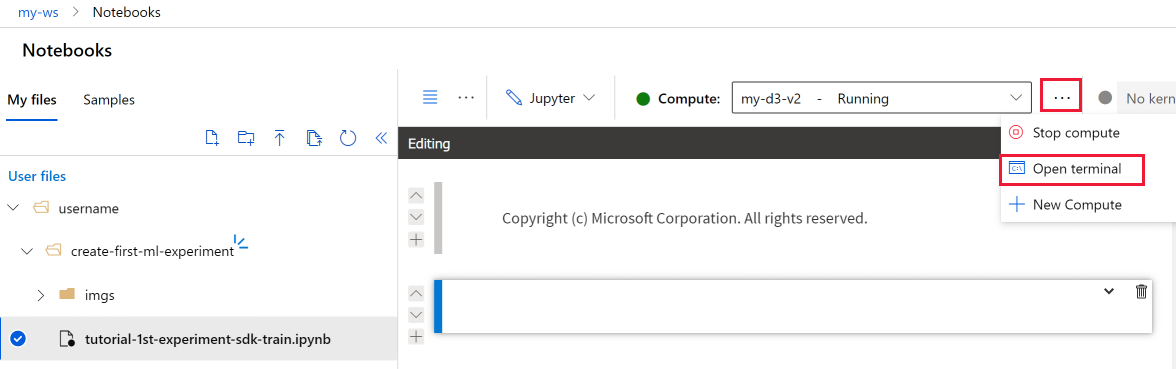 my-ws > Notebooks
Notebooks
My files Samples
Jupyter Compute: my-d3-v2 - Running ... No kern
Stop compute
Open terminal
New Compute
Editing
Copyright (c) Microsoft Corporation. All rights reserved.
User files
username
create-first-ml-experiment
imgs
tutorial-1st-experiment-sdk-train.ipynb